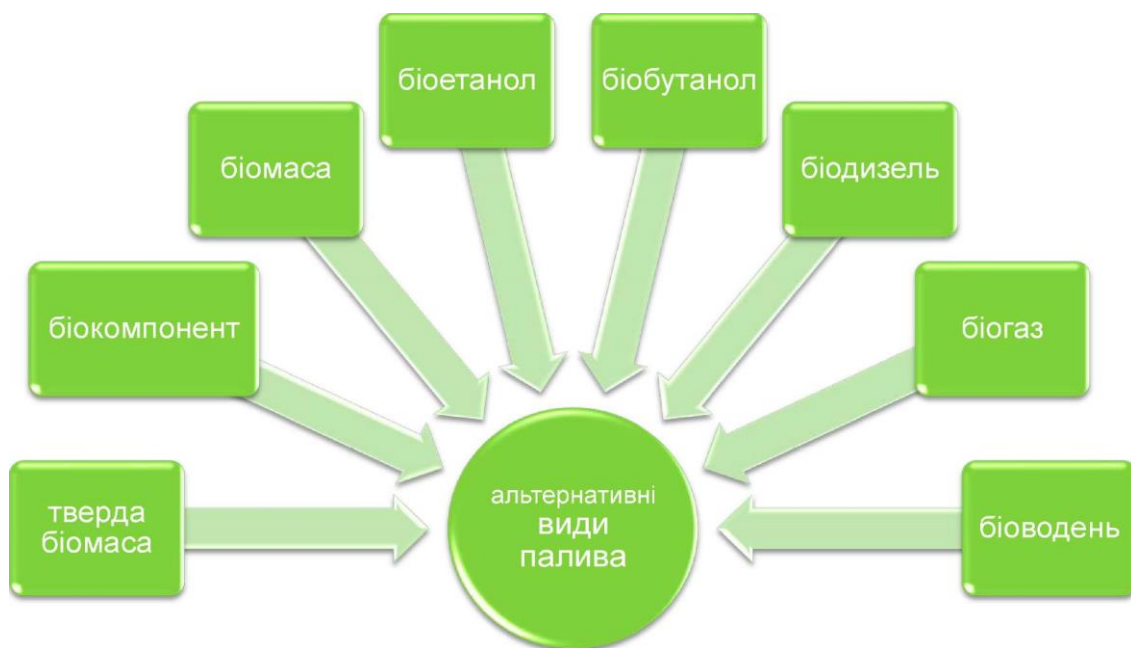 біоетанол
біобутанол
біомаса
біодизель
біокомпонент
біогаз
тверда
біомаса
альтернативні
види
палива
біоводень